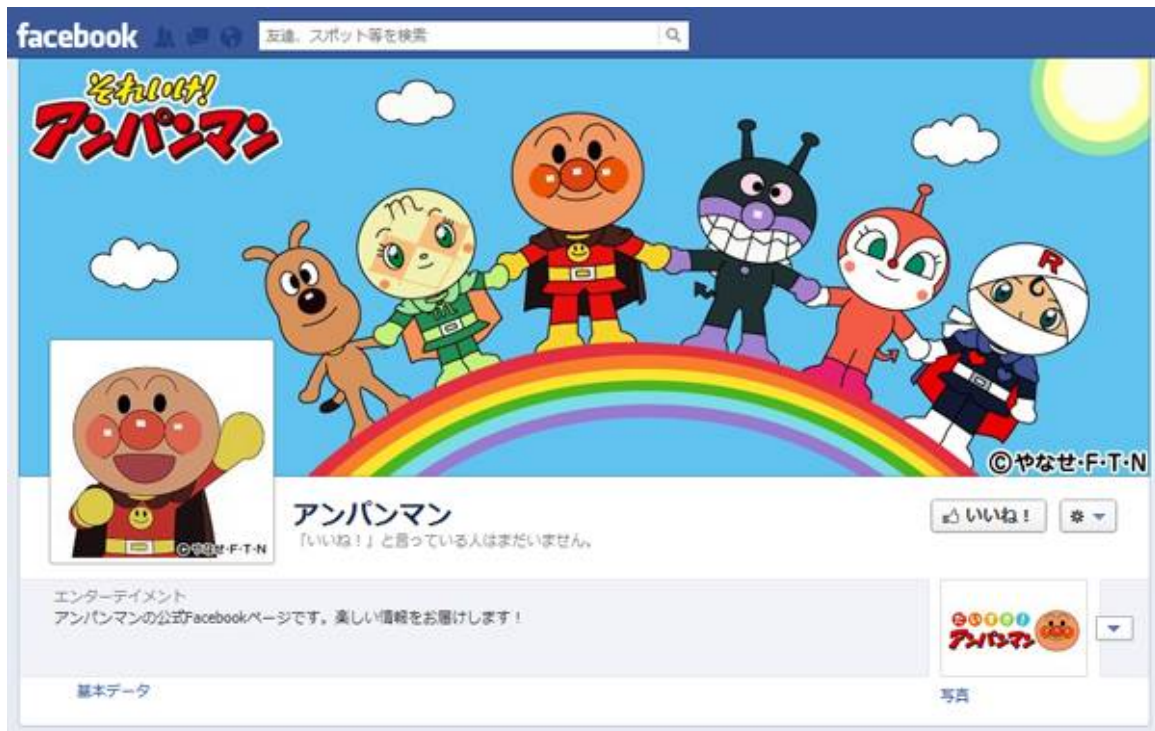 facebook
友達、スポット等を検索
それいけ!
アンパンマン
m
m
R
©やなせ・F・T・N
©やなせ・F・T・N
アンパンマン
「いいね!」と言っている人はまだいません。
いいね!
エンターテイメント
アンパンマンの公式Facebookページです。楽しい情報をお届けします!
だいすき!
アンパンマン
基本データ
写真